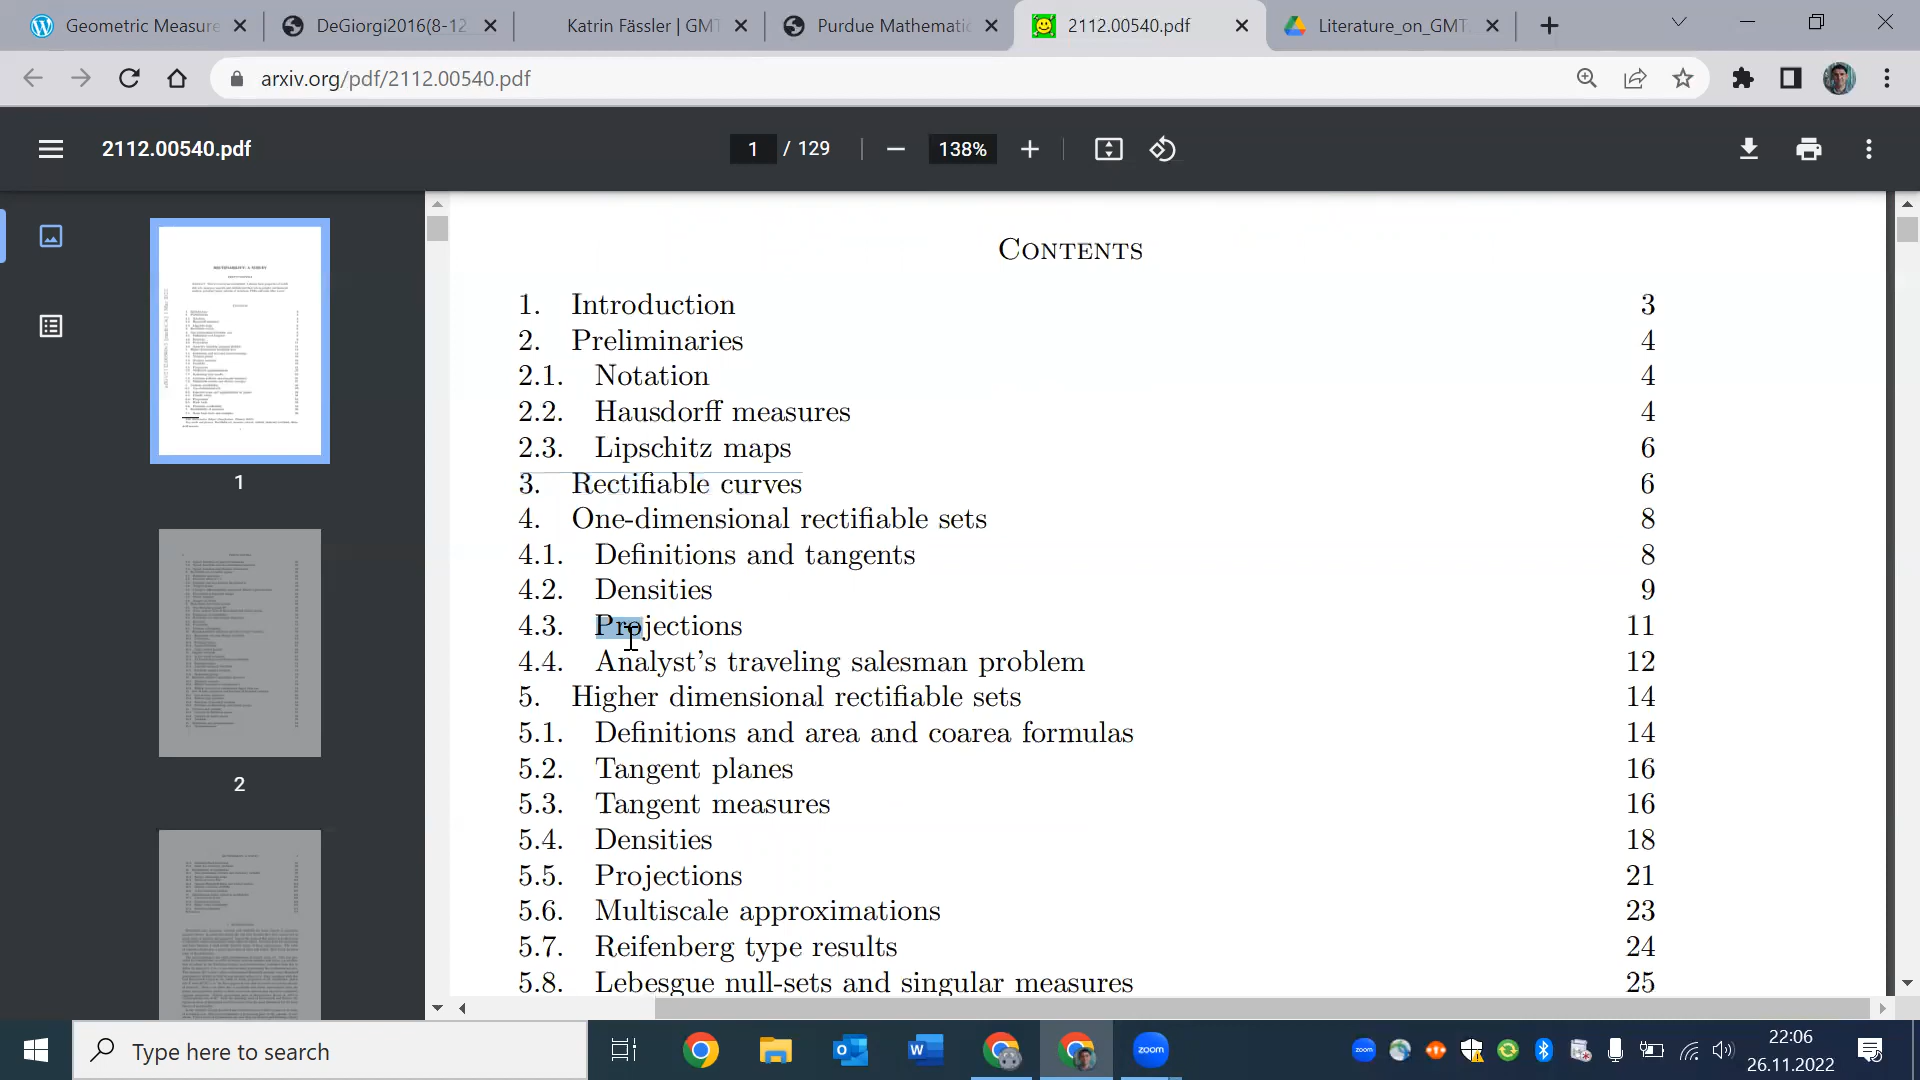 Geometric Measure
DeGiorgi2016(8-12
Katrin Fässler | GMT
Purdue Mathematic
2112.00540.pdf
Literature_on_GMT
arxiv.org/pdf/2112.00540.pdf
2112.00540.pdf
1 / 129
138%
CONTENTS
1. Introduction 3
2. Preliminaries 4
2.1. Notation 4
2.2. Hausdorff measures 4
2.3. Lipschitz maps 6
3. Rectifiable curves 6
4. One-dimensional rectifiable sets 8
4.1. Definitions and tangents 8
4.2. Densities 9
4.3. Projections 11
4.4. Analyst's traveling salesman problem 12
5. Higher dimensional rectifiable sets 14
5.1. Definitions and area and coarea formulas 14
5.2. Tangent planes 16
5.3. Tangent measures 16
5.4. Densities 18
5.5. Projections 21
5.6. Multiscale approximations 23
5.7. Reifenberg type results 24
5.8. Lebesgue null-sets and singular measures 25
1
2
Type here to search
zoom
zoom
22:06
26.11.2022